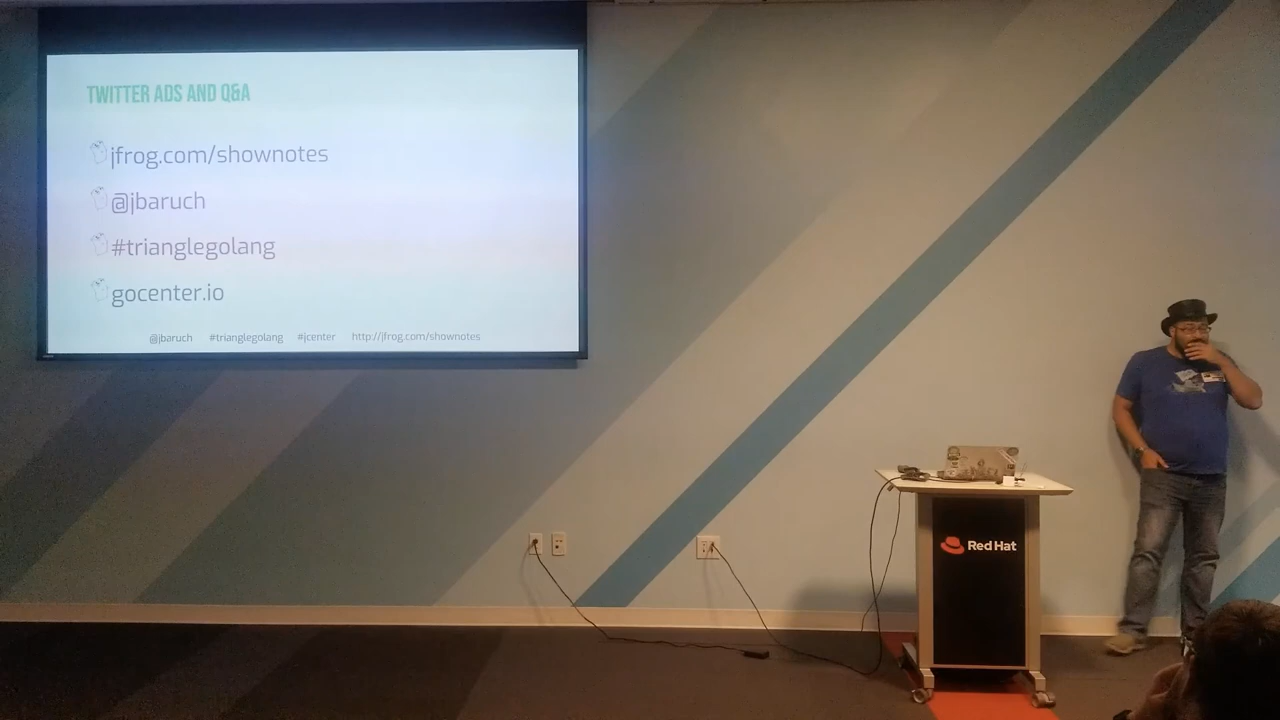 TWITTER ADS AND Q&A
jfrog.com/shownotes
@jbaruch
#trianglegolang
gocenter.io
@jbaruch #trianglegolang #jcenter http://jfrog.com/shownotes
Red Hat